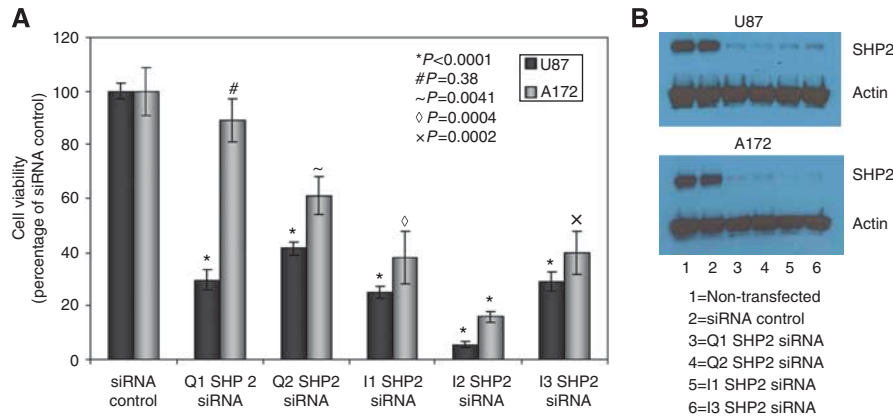 A
Cell viability
(percentage of siRNA control)
120
100
80
60
40
20
0
*P<0.0001
#P=0.38
~P=0.0041
◊P=0.0004
×P=0.0002
U87
A172
*
#
*
~
*
◊
*
*
*
×
siRNA
control
Q1 SHP 2
siRNA
Q2 SHP2
siRNA
I1 SHP2
siRNA
I2 SHP2
siRNA
I3 SHP2
siRNA
B
U87
SHP2
Actin
A172
SHP2
Actin
1 2 3 4 5 6
1=Non-transfected
2=siRNA control
3=Q1 SHP2 siRNA
4=Q2 SHP2 siRNA
5=I1 SHP2 siRNA
6=I3 SHP2 siRNA